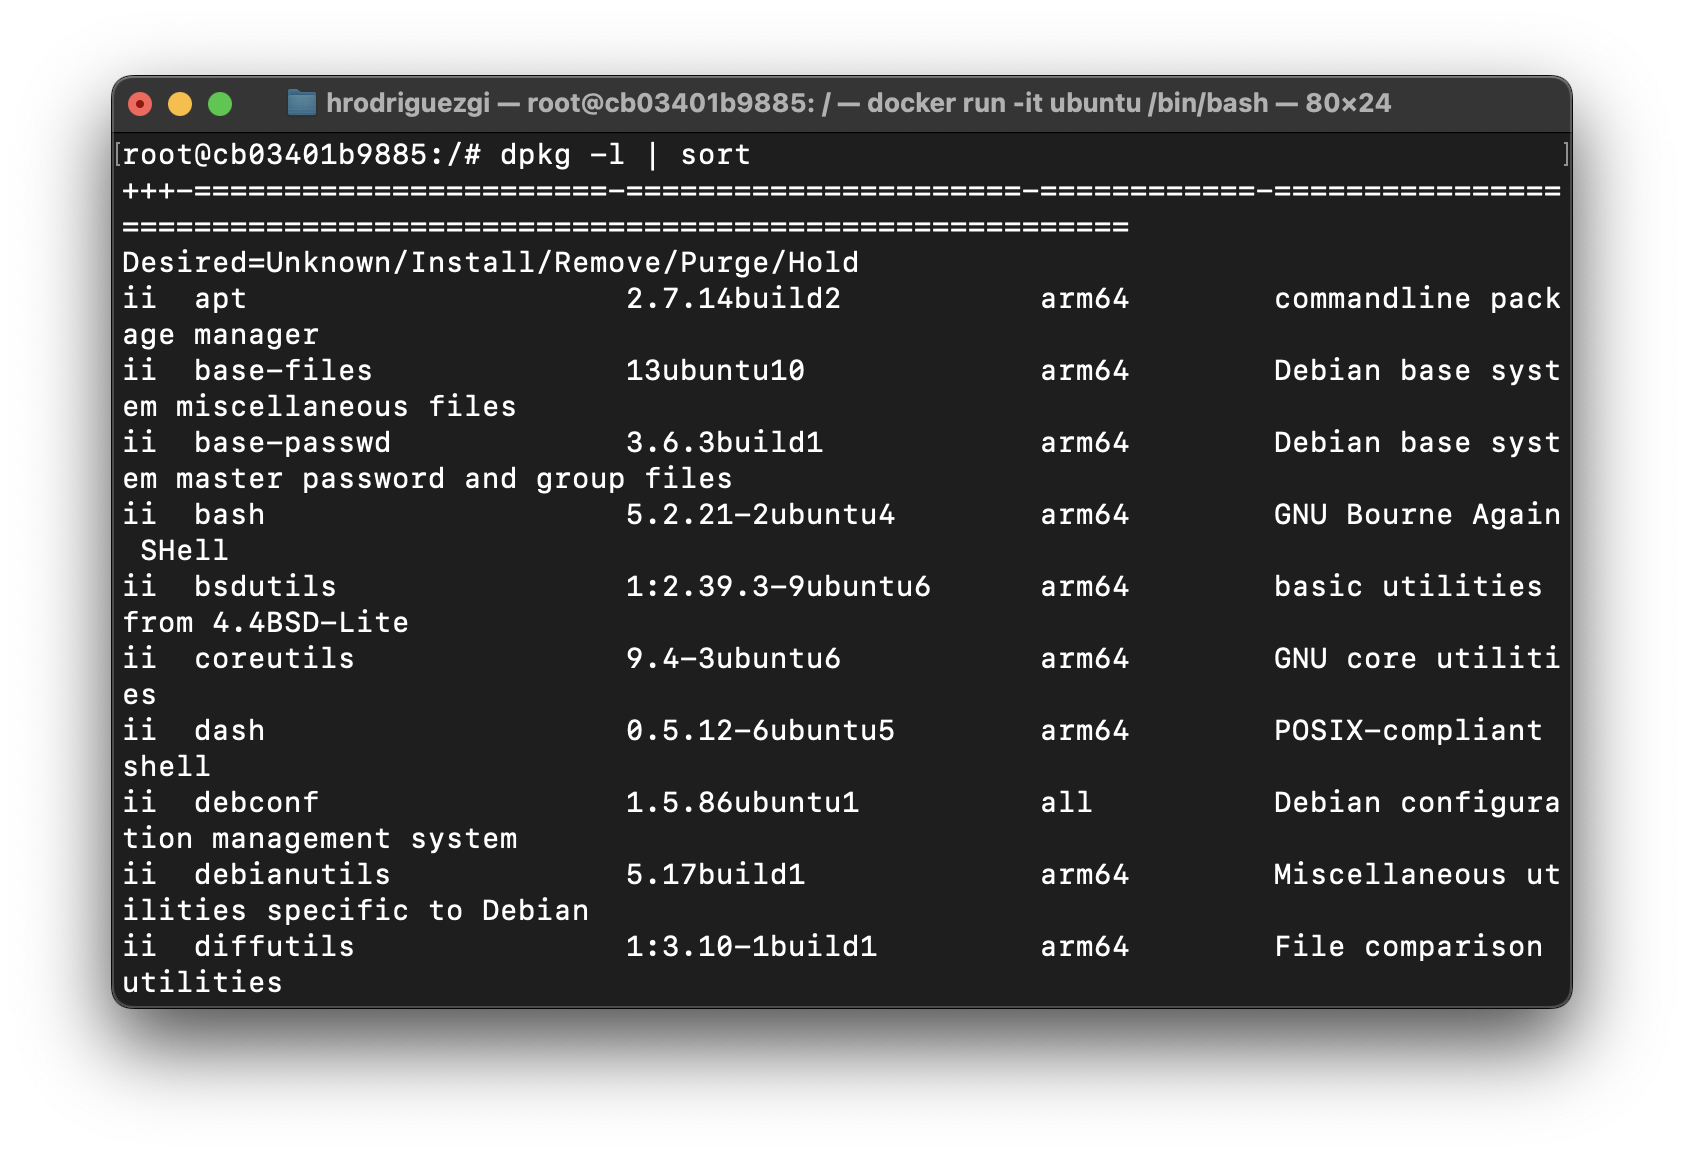 hrodriguezgi — root@cb03401b9885: / — docker run -it ubuntu /bin/bash — 80×24
[root@cb03401b9885:/# dpkg -l | sort ]
+++-=======================-======================-=============-================
========================================================
Desired=Unknown/Install/Remove/Purge/Hold
ii  apt                     2.7.14build2           arm64        commandline pack
age manager
ii  base-files              13ubuntu10             arm64        Debian base syst
em miscellaneous files
ii  base-passwd             3.6.3build1            arm64        Debian base syst
em master password and group files
ii  bash                    5.2.21-2ubuntu4        arm64        GNU Bourne Again
 SHell
ii  bsdutils                1:2.39.3-9ubuntu6      arm64        basic utilities
from 4.4BSD-Lite
ii  coreutils               9.4-3ubuntu6           arm64        GNU core utiliti
es
ii  dash                    0.5.12-6ubuntu5        arm64        POSIX-compliant
shell
ii  debconf                 1.5.86ubuntu1          all          Debian configura
tion management system
ii  debianutils             5.17build1             arm64        Miscellaneous ut
ilities specific to Debian
ii  diffutils               1:3.10-1build1         arm64        File comparison
utilities